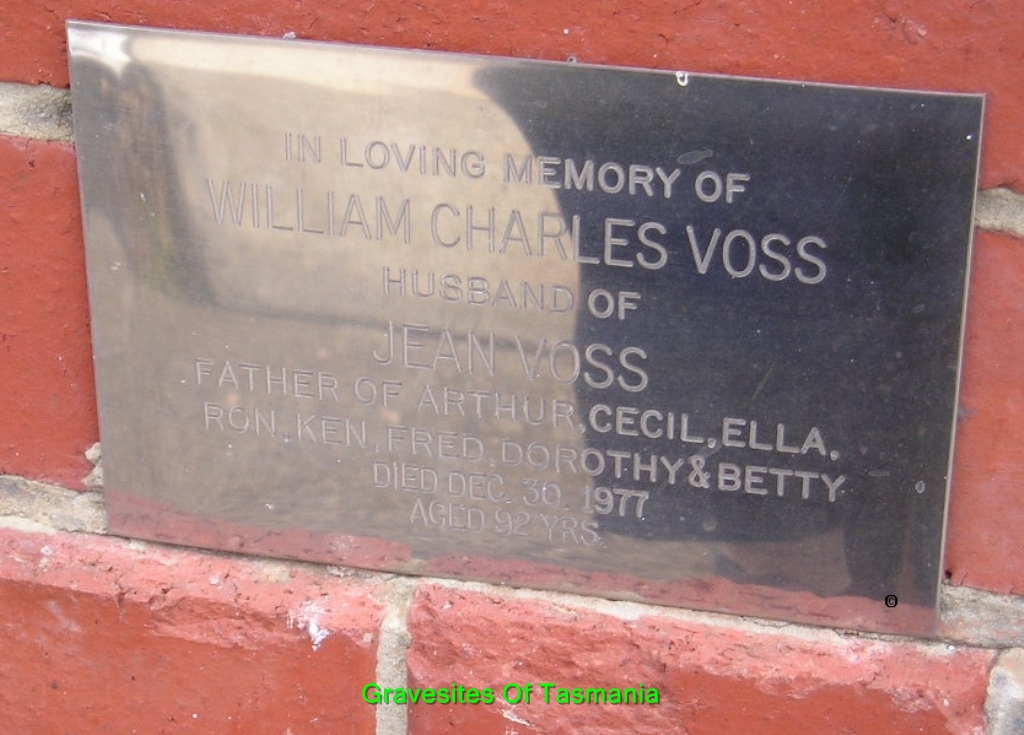 IN LOVING MEMORY OF
WILLIAM CHARLES VOSS
HUSBAND OF
JEAN VOSS
FATHER OF ARTHUR, CECIL, ELLA.
RON. KEN, FRED. DOROTHY & BETTY
DIED DEC. 30. 1977
AGED 92 YRS.
©
Gravesites Of Tasmania